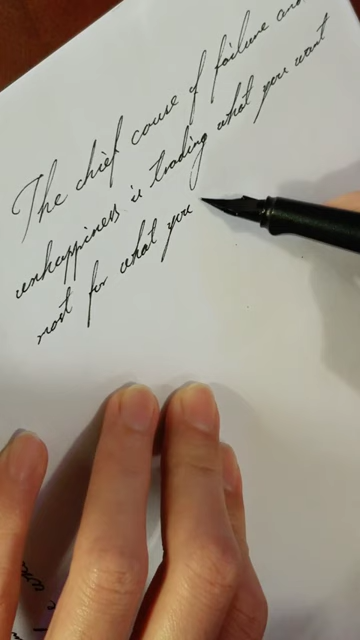 The chief cause of failure and
unhappiness is trading what you want
most for what you